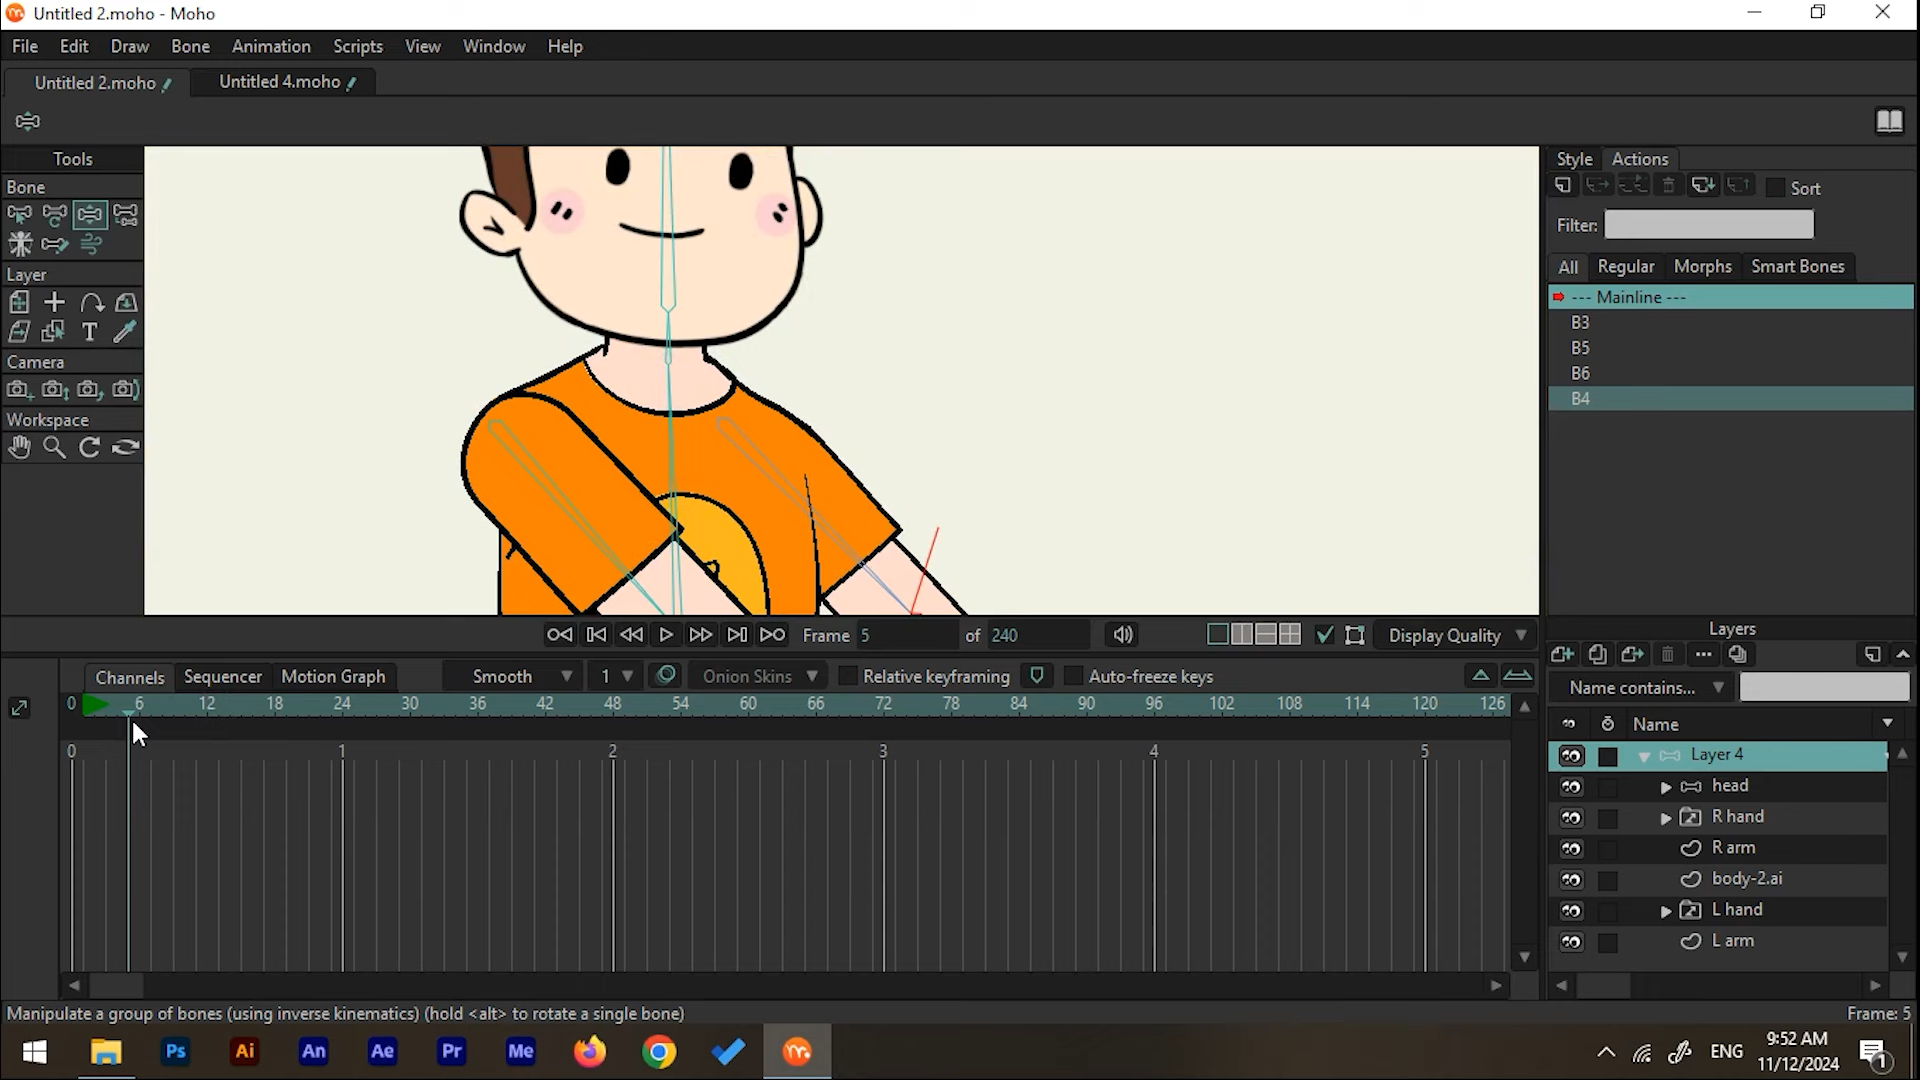 Untitled 2.moho - Moho
File Edit Draw Bone Animation Scripts View Window Help
Untitled 2.moho Untitled 4.moho
Tools
Bone
Layer
T
Camera
Workspace
Style Actions
Sort
Filter:
All Regular Morphs Smart Bones
--- Mainline ---
B3
B5
B6
B4
Frame 5 of 240 Display Quality
Channels Sequencer Motion Graph Smooth 1 Onion Skins Relative keyframing Auto-freeze keys
0 6 12 18 24 30 36 42 48 54 60 66 72 78 84 90 96 102 108 114 120 126
0 1 2 3 4 5
Layers
Name contains...
Name
Layer 4
head
R hand
R arm
body-2.ai
L hand
L arm
Manipulate a group of bones (using inverse kinematics) (hold <alt> to rotate a single bone) Frame: 5
Ps Ai An Ae Pr Me ENG 9:52 AM
11/12/2024 1